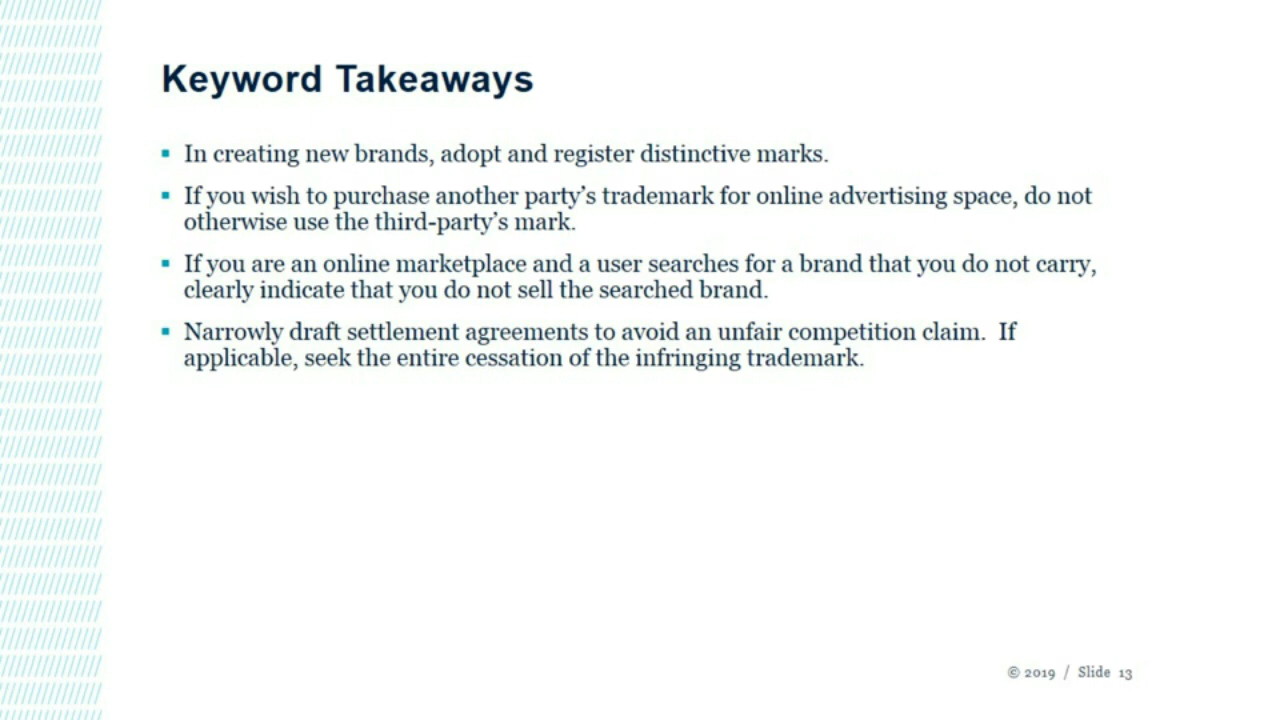 Keyword Takeaways
▪ In creating new brands, adopt and register distinctive marks.
▪ If you wish to purchase another party’s trademark for online advertising space, do not
otherwise use the third-party’s mark.
▪ If you are an online marketplace and a user searches for a brand that you do not carry,
clearly indicate that you do not sell the searched brand.
▪ Narrowly draft settlement agreements to avoid an unfair competition claim.  If
applicable, seek the entire cessation of the infringing trademark.
© 2019 / Slide 13